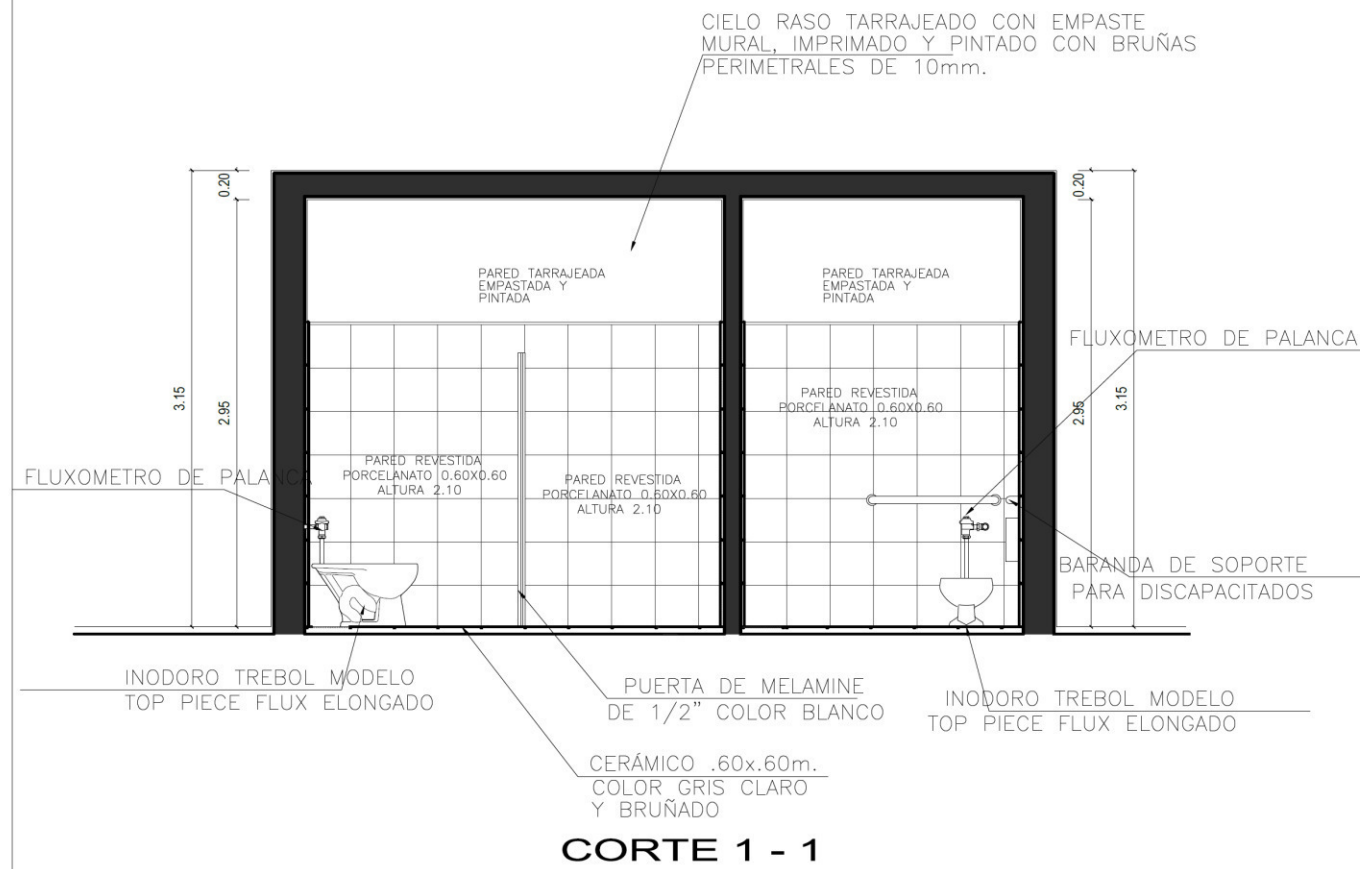 CIELO RASO TARRAJEADO CON EMPASTE
MURAL, IMPRIMADO Y PINTADO CON BRUÑAS
PERIMETRALES DE 10mm.
0.20
0.20
PARED TARRAJEADA
EMPASTADA Y
PINTADA
PARED TARRAJEADA
EMPASTADA Y
PINTADA
FLUXOMETRO DE PALANCA
3.15
2.95
2.95
3.15
PARED REVESTIDA
PORCELANATO 0.60X0.60
ALTURA 2.10
FLUXOMETRO DE PALANCA
PARED REVESTIDA
PORCELANATO 0.60X0.60
ALTURA 2.10
PARED REVESTIDA
PORCELANATO 0.60X0.60
ALTURA 2.10
BARANDA DE SOPORTE
PARA DISCAPACITADOS
INODORO TREBOL MODELO
TOP PIECE FLUX ELONGADO
PUERTA DE MELAMINE
DE 1/2" COLOR BLANCO
INODORO TREBOL MODELO
TOP PIECE FLUX ELONGADO
CERÁMICO .60x.60m.
COLOR GRIS CLARO
Y BRUÑADO
CORTE 1 - 1